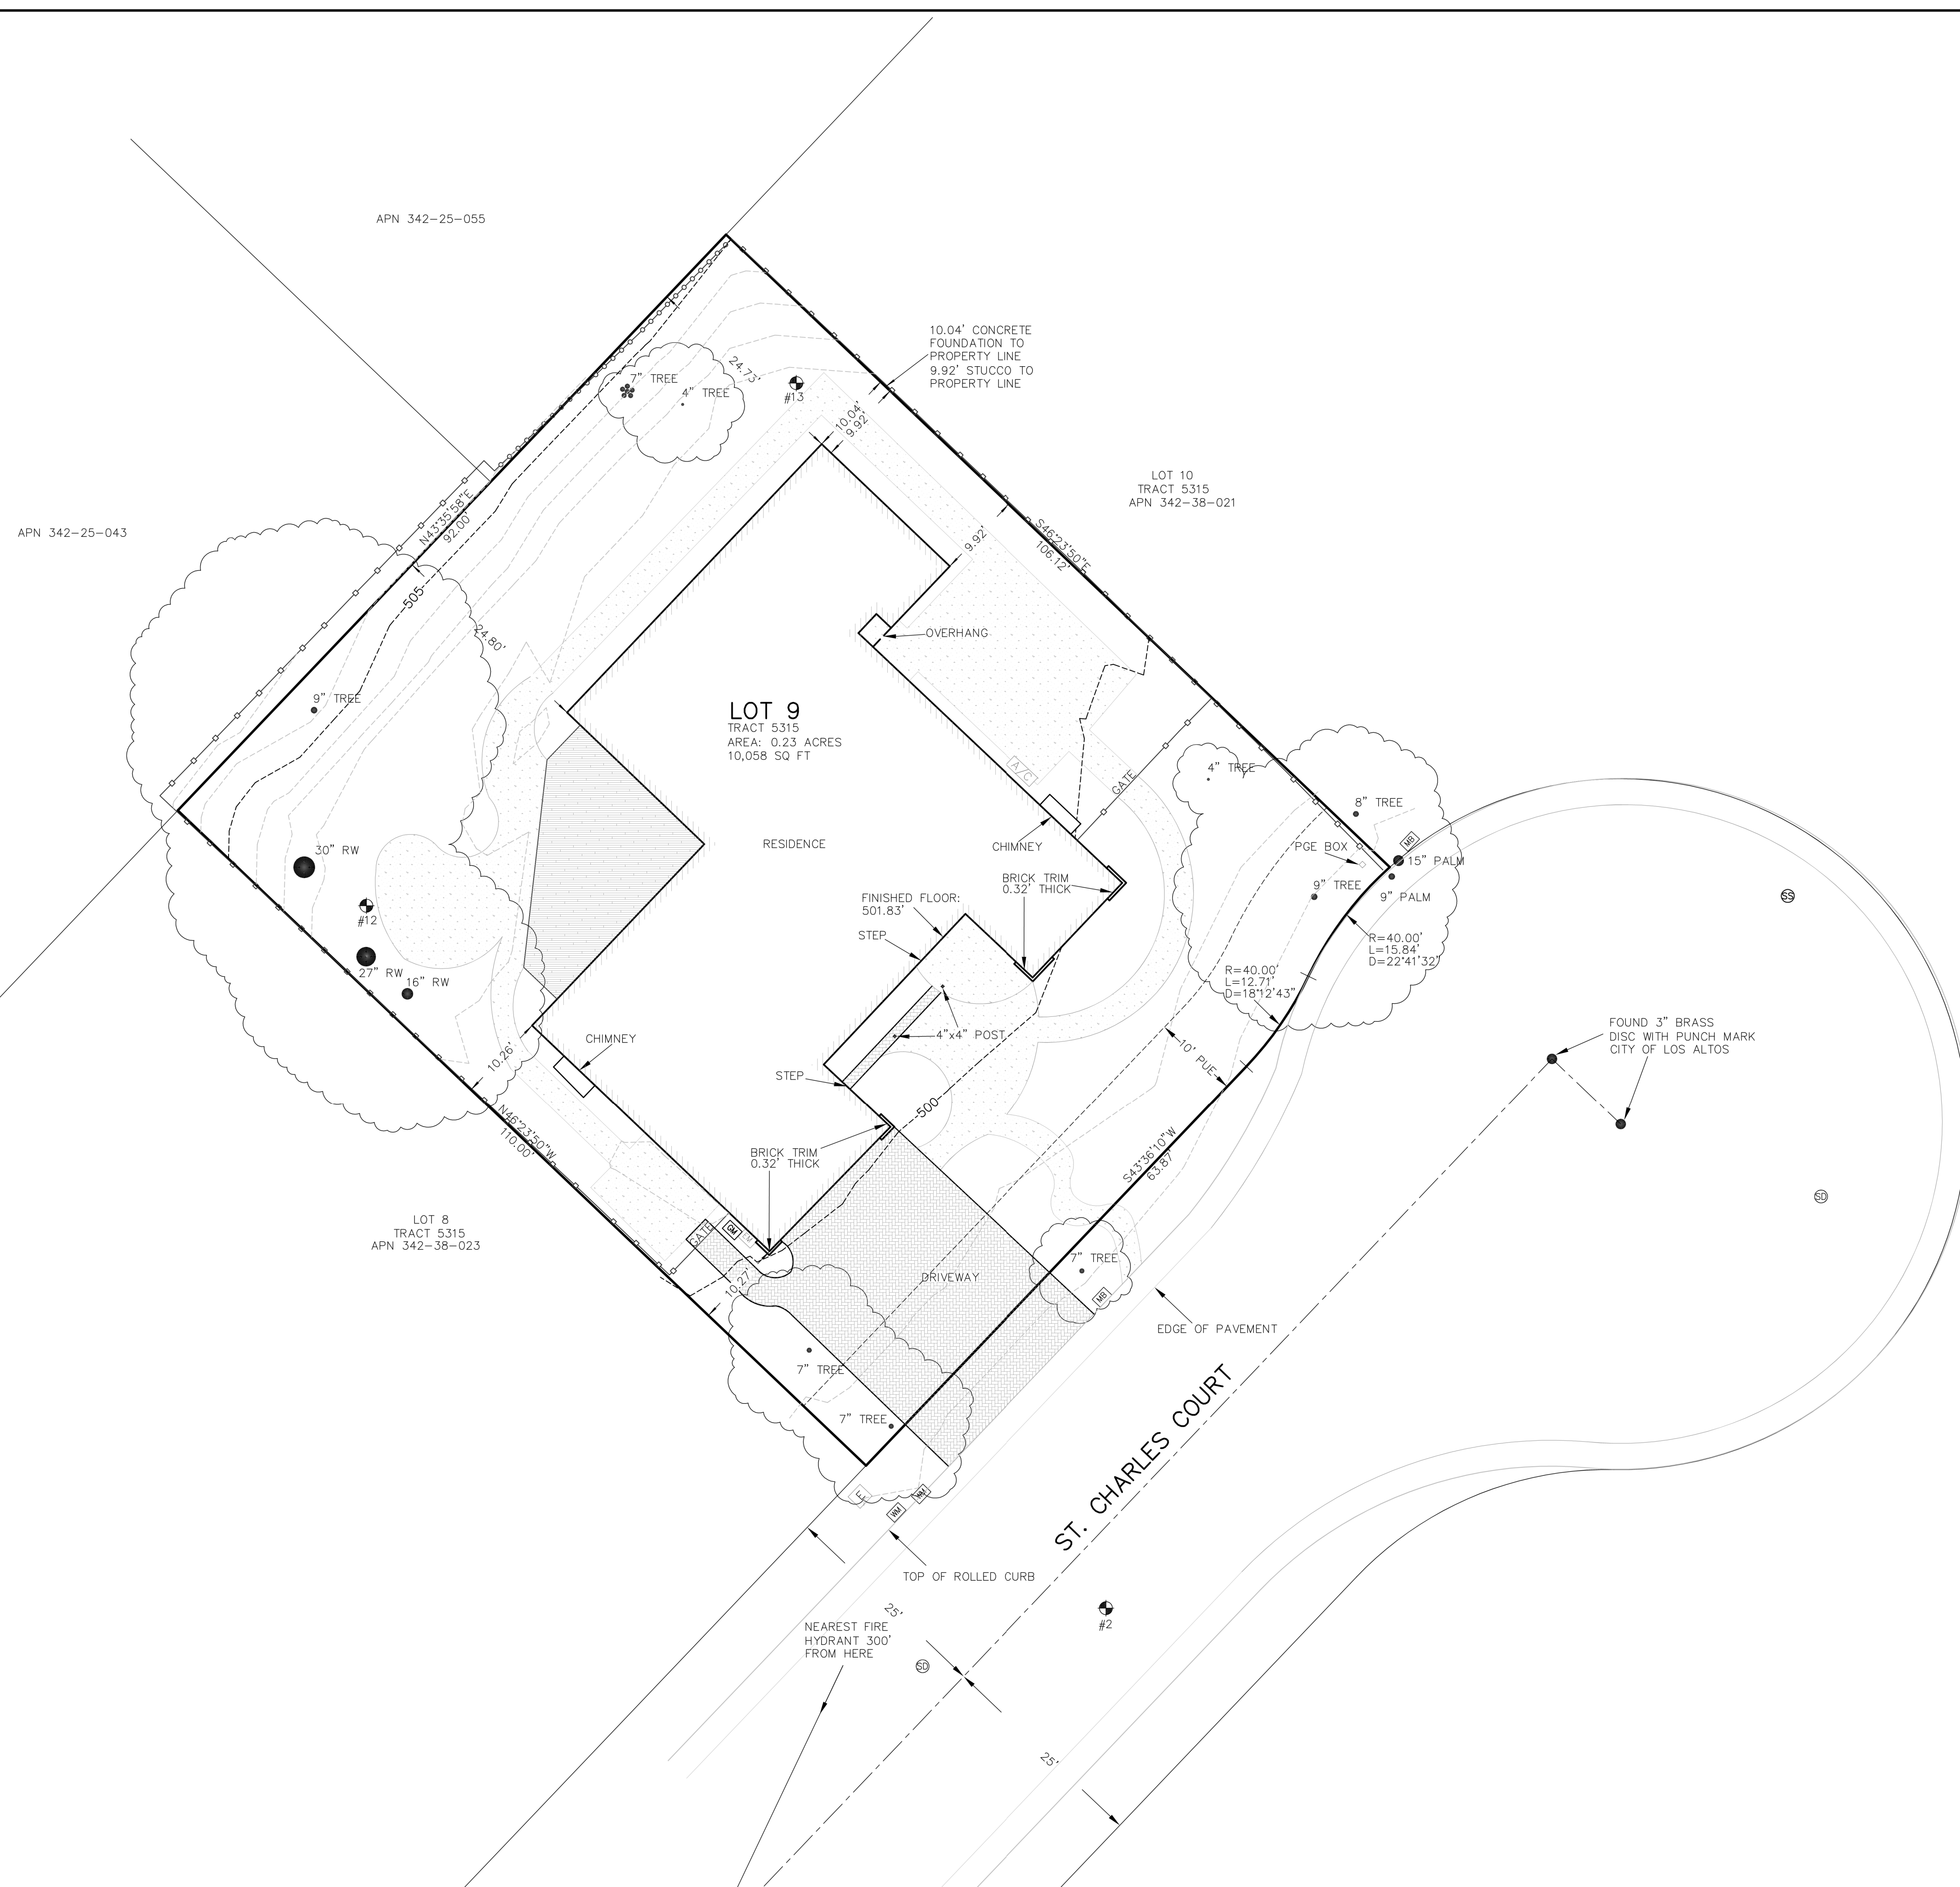 APN 342-25-055
10.04' CONCRETE
FOUNDATION TO
PROPERTY LINE
9.92' STUCCO TO
PROPERTY LINE
7" TREE
4" TREE
24.73'
#13
10.04'
9.92'
LOT 10
TRACT 5315
APN 342-38-021
APN 342-25-043
N43°35'58"E
92.00'
S46°23'50"E
106.12'
9.92'
505
24.80'
OVERHANG
9" TREE
LOT 9
TRACT 5315
AREA: 0.23 ACRES
10,058 SQ FT
A/C
GATE
4" TREE
8" TREE
MB
30" RW
RESIDENCE
CHIMNEY
PGE BOX
15" PALM
BRICK TRIM
0.32' THICK
9" TREE
9" PALM
SS
FINISHED FLOOR:
501.83'
#12
STEP
R=40.00'
L=15.84'
D=22°41'32"
27" RW
16" RW
R=40.00'
L=12.71'
D=18°12'43"
CHIMNEY
4"x4" POST
FOUND 3" BRASS
DISC WITH PUNCH MARK
CITY OF LOS ALTOS
10.26'
10' PUE
STEP
500
N46°23'50"W
110.00'
BRICK TRIM
0.32' THICK
S43°36'10"W
63.87'
SD
LOT 8
TRACT 5315
APN 342-38-023
GATE
GM
EM
7" TREE
DRIVEWAY
10.27'
MB
EDGE OF PAVEMENT
7" TREE
7" TREE
ST. CHARLES COURT
WM
WM
TOP OF ROLLED CURB
25'
NEAREST FIRE
HYDRANT 300'
FROM HERE
#2
SD
25'